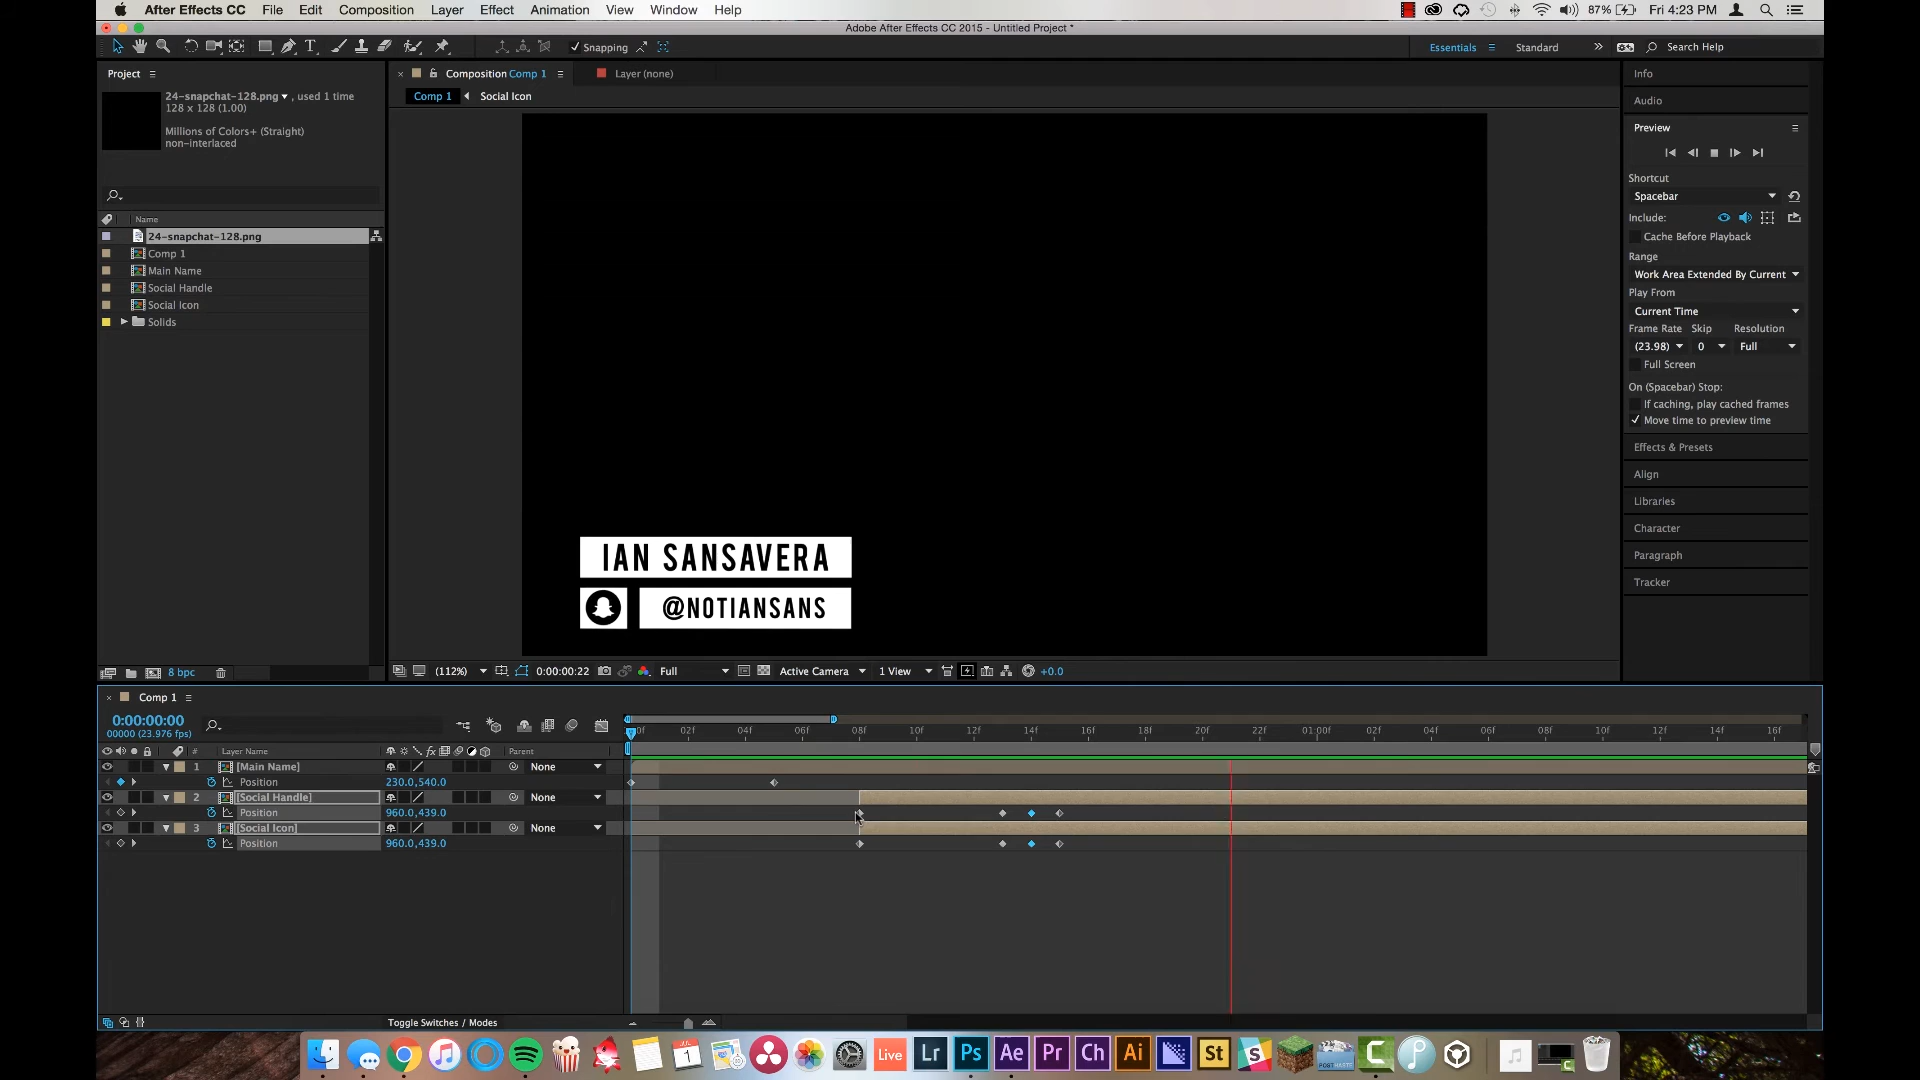 After Effects CC File Edit Composition Layer Effect Animation View Window Help 87% Fri 4:23 PM
Adobe After Effects CC 2015 - Untitled Project *
Snapping Essentials Standard Search Help
Project Composition Comp 1 Layer (none) Info
24-snapchat-128.png , used 1 time Comp 1 Social Icon
128 x 128 (1.00) Audio
Millions of Colors+ (Straight) Preview
non-interlaced
Shortcut
Spacebar
Include:
Name
24-snapchat-128.png Cache Before Playback
Comp 1 Range
Main Name Work Area Extended By Current
Social Handle Play From
Social Icon Current Time
Solids Frame Rate Skip Resolution
(23.98) 0 Full
Full Screen
On (Spacebar) Stop:
If caching, play cached frames
Move time to preview time
Effects & Presets
Align
Libraries
Character
Paragraph
Tracker
IAN SANSAVERA
@NOTIANSANS
8 bpc (112%) 0:00:00:22 Full Active Camera 1 View +0.0
Comp 1
0:00:00:00
00000 (23.976 fps) 02f 04f 06f 08f 10f 12f 14f 16f 18f 20f 22f 01:00f 02f 04f 06f 08f 10f 12f 14f 16f
# Layer Name Parent
1 [Main Name] None
Position 230.0,540.0
2 [Social Handle] None
Position 960.0,439.0
3 [Social Icon] None
Position 960.0,439.0
Toggle Switches / Modes
JUL 1 Live Lr Ps Ae Pr Ch Ai St